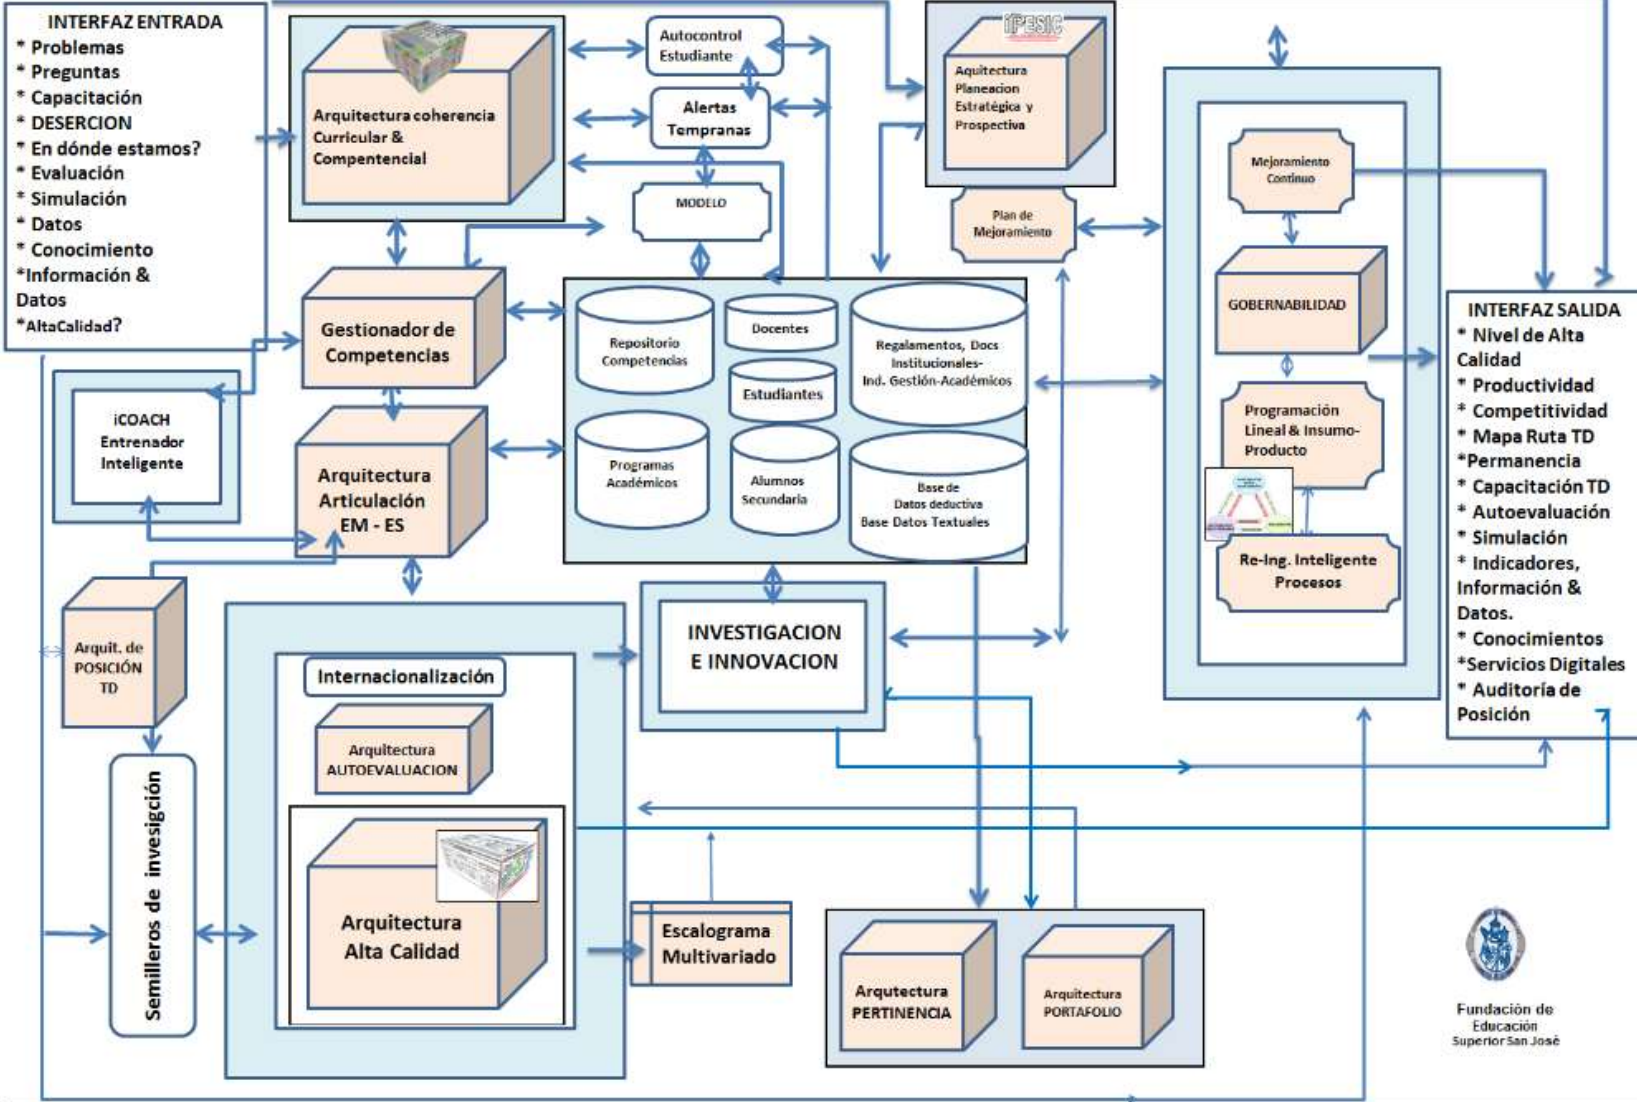 INTERFAZ ENTRADA
* Problemas
* Preguntas
* Capacitación
* DESERCION
* En dónde estamos?
* Evaluación
* Simulación
* Datos
* Conocimiento
*Información &
Datos
*AltaCalidad?
Arquitectura coherencia
Curricular &
Compentencial
Autocontrol
Estudiante
Alertas
Tempranas
MODELO
iIPESIC
Aquitectura
Planeacion
Estratégica y
Prospectiva
Plan de
Mejoramiento
Mejoramiento
Continuo
GOBERNABILIDAD
Programación
Lineal & Insumo-
Producto
Re-Ing. Inteligente
Procesos
INTERFAZ SALIDA
* Nivel de Alta
Calidad
* Productividad
* Competitividad
* Mapa Ruta TD
*Permanencia
* Capacitación TD
* Autoevaluación
* Simulación
* Indicadores,
Información &
Datos.
* Conocimientos
*Servicios Digitales
* Auditoría de
Posición
Gestionador de
Competencias
iCOACH
Entrenador
Inteligente
Arquitectura
Articulación
EM - ES
Repositorio
Competencias
Docentes
Estudiantes
Regalamentos, Docs
Institucionales-
Ind. Gestión-Académicos
Programas
Académicos
Alumnos
Secundaria
Base de
Datos deductiva
Base Datos Textuales
Arquit. de
POSICIÓN
TD
Semilleros de invesigción
Internacionalización
Arquitectura
AUTOEVALUACION
Arquitectura
Alta Calidad
INVESTIGACION
E INNOVACION
Escalograma
Multivariado
Arqutectura
PERTINENCIA
Arquitectura
PORTAFOLIO
Fundación de
Educación
Superior San José